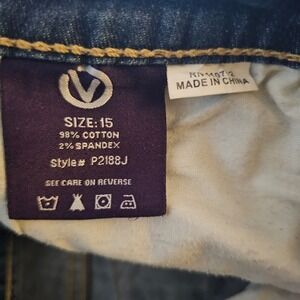 V
SIZE: 15
98% COTTON
2% SPANDEX
Style# P2188J
SEE CARE ON REVERSE
MADE IN CHINA